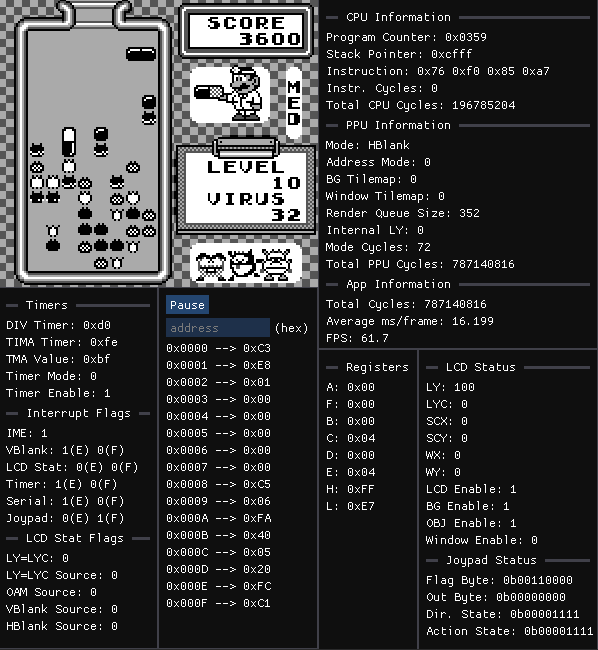 SCORE
3600
MED
LEVEL
10
VIRUS
32
CPU Information
Program Counter: 0x0359
Stack Pointer: 0xcfff
Instruction: 0x76 0xf0 0x85 0xa7
Instr. Cycles: 0
Total CPU Cycles: 196785204
PPU Information
Mode: HBlank
Address Mode: 0
BG Tilemap: 0
Window Tilemap: 0
Render Queue Size: 352
Internal LY: 0
Mode Cycles: 72
Total PPU Cycles: 787140816
App Information
Total Cycles: 787140816
Average ms/frame: 16.199
FPS: 61.7
Timers
DIV Timer: 0xd0
TIMA Timer: 0xfe
TMA Value: 0xbf
Timer Mode: 0
Timer Enable: 1
Interrupt Flags
IME: 1
VBlank: 1(E) 0(F)
LCD Stat: 0(E) 0(F)
Timer: 1(E) 0(F)
Serial: 1(E) 0(F)
Joypad: 0(E) 1(F)
LCD Stat Flags
LY=LYC: 0
LY=LYC Source: 0
OAM Source: 0
VBlank Source: 0
HBlank Source: 0
Pause
address (hex)
0x0000 --> 0xC3
0x0001 --> 0xE8
0x0002 --> 0x01
0x0003 --> 0x00
0x0004 --> 0x00
0x0005 --> 0x00
0x0006 --> 0x00
0x0007 --> 0x00
0x0008 --> 0xC5
0x0009 --> 0x06
0x000A --> 0xFA
0x000B --> 0x40
0x000C --> 0x05
0x000D --> 0x20
0x000E --> 0xFC
0x000F --> 0xC1
Registers
A: 0x00
F: 0x00
B: 0x00
C: 0x04
D: 0x00
E: 0x04
H: 0xFF
L: 0xE7
LCD Status
LY: 100
LYC: 0
SCX: 0
SCY: 0
WX: 0
WY: 0
LCD Enable: 1
BG Enable: 1
OBJ Enable: 1
Window Enable: 0
Joypad Status
Flag Byte: 0b00110000
Out Byte: 0b00000000
Dir. State: 0b00001111
Action State: 0b00001111